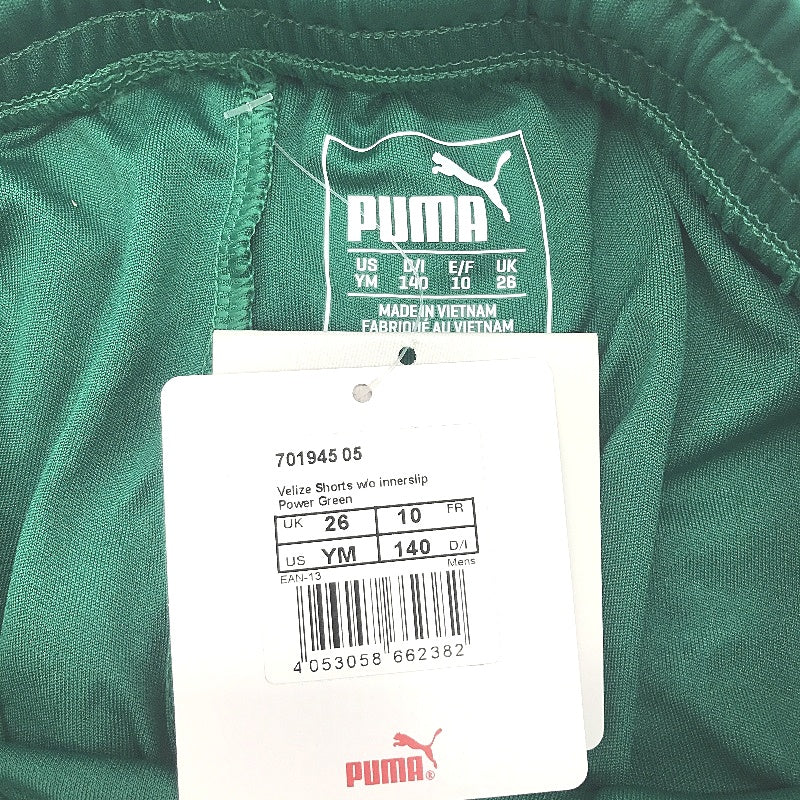 PUMA
US D/I E/F UK
YM 140 10 26
MADE IN VIETNAM
FABRIQUÉ AU VIETNAM
701945 05
Velize Shorts w/o innerslip
Power Green
UK 26 10 FR
US YM 140 D/I
EAN-13 Mens
4 053058 662382
PUMA®